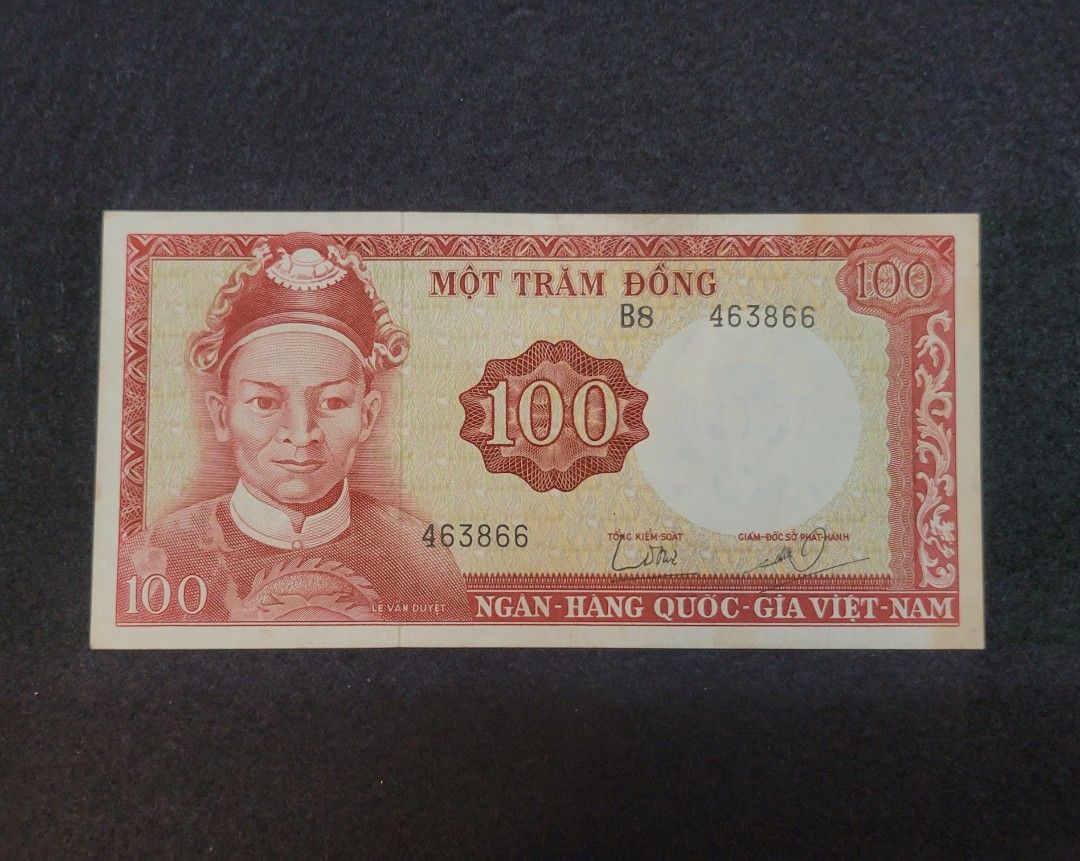 MỘT TRĂM ĐỒNG
100
B8 463866
100
463866
TỔNG KIỂM SOÁT
GIÁM ĐỐC SỞ PHÁT-HÀNH
100
LE VAN DUYET
NGÂN-HÀNG QUỐC-GIA VIỆT-NAM